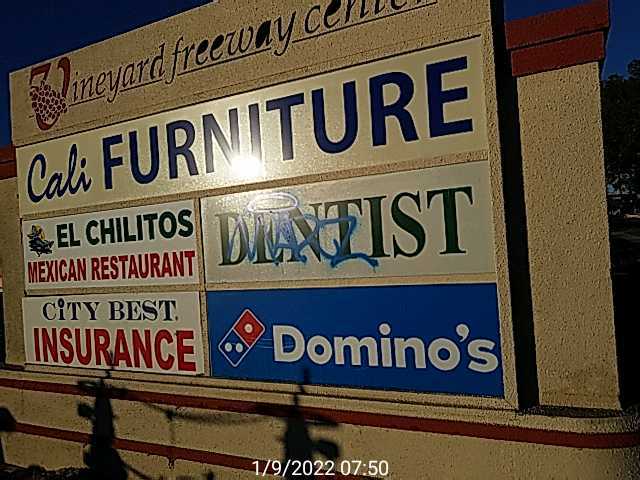 Vineyard freeway center
Cali FURNITURE
EL CHILITOS
MEXICAN RESTAURANT
DENTIST
CITY BEST
INSURANCE
Domino's
1/9/2022 07:50